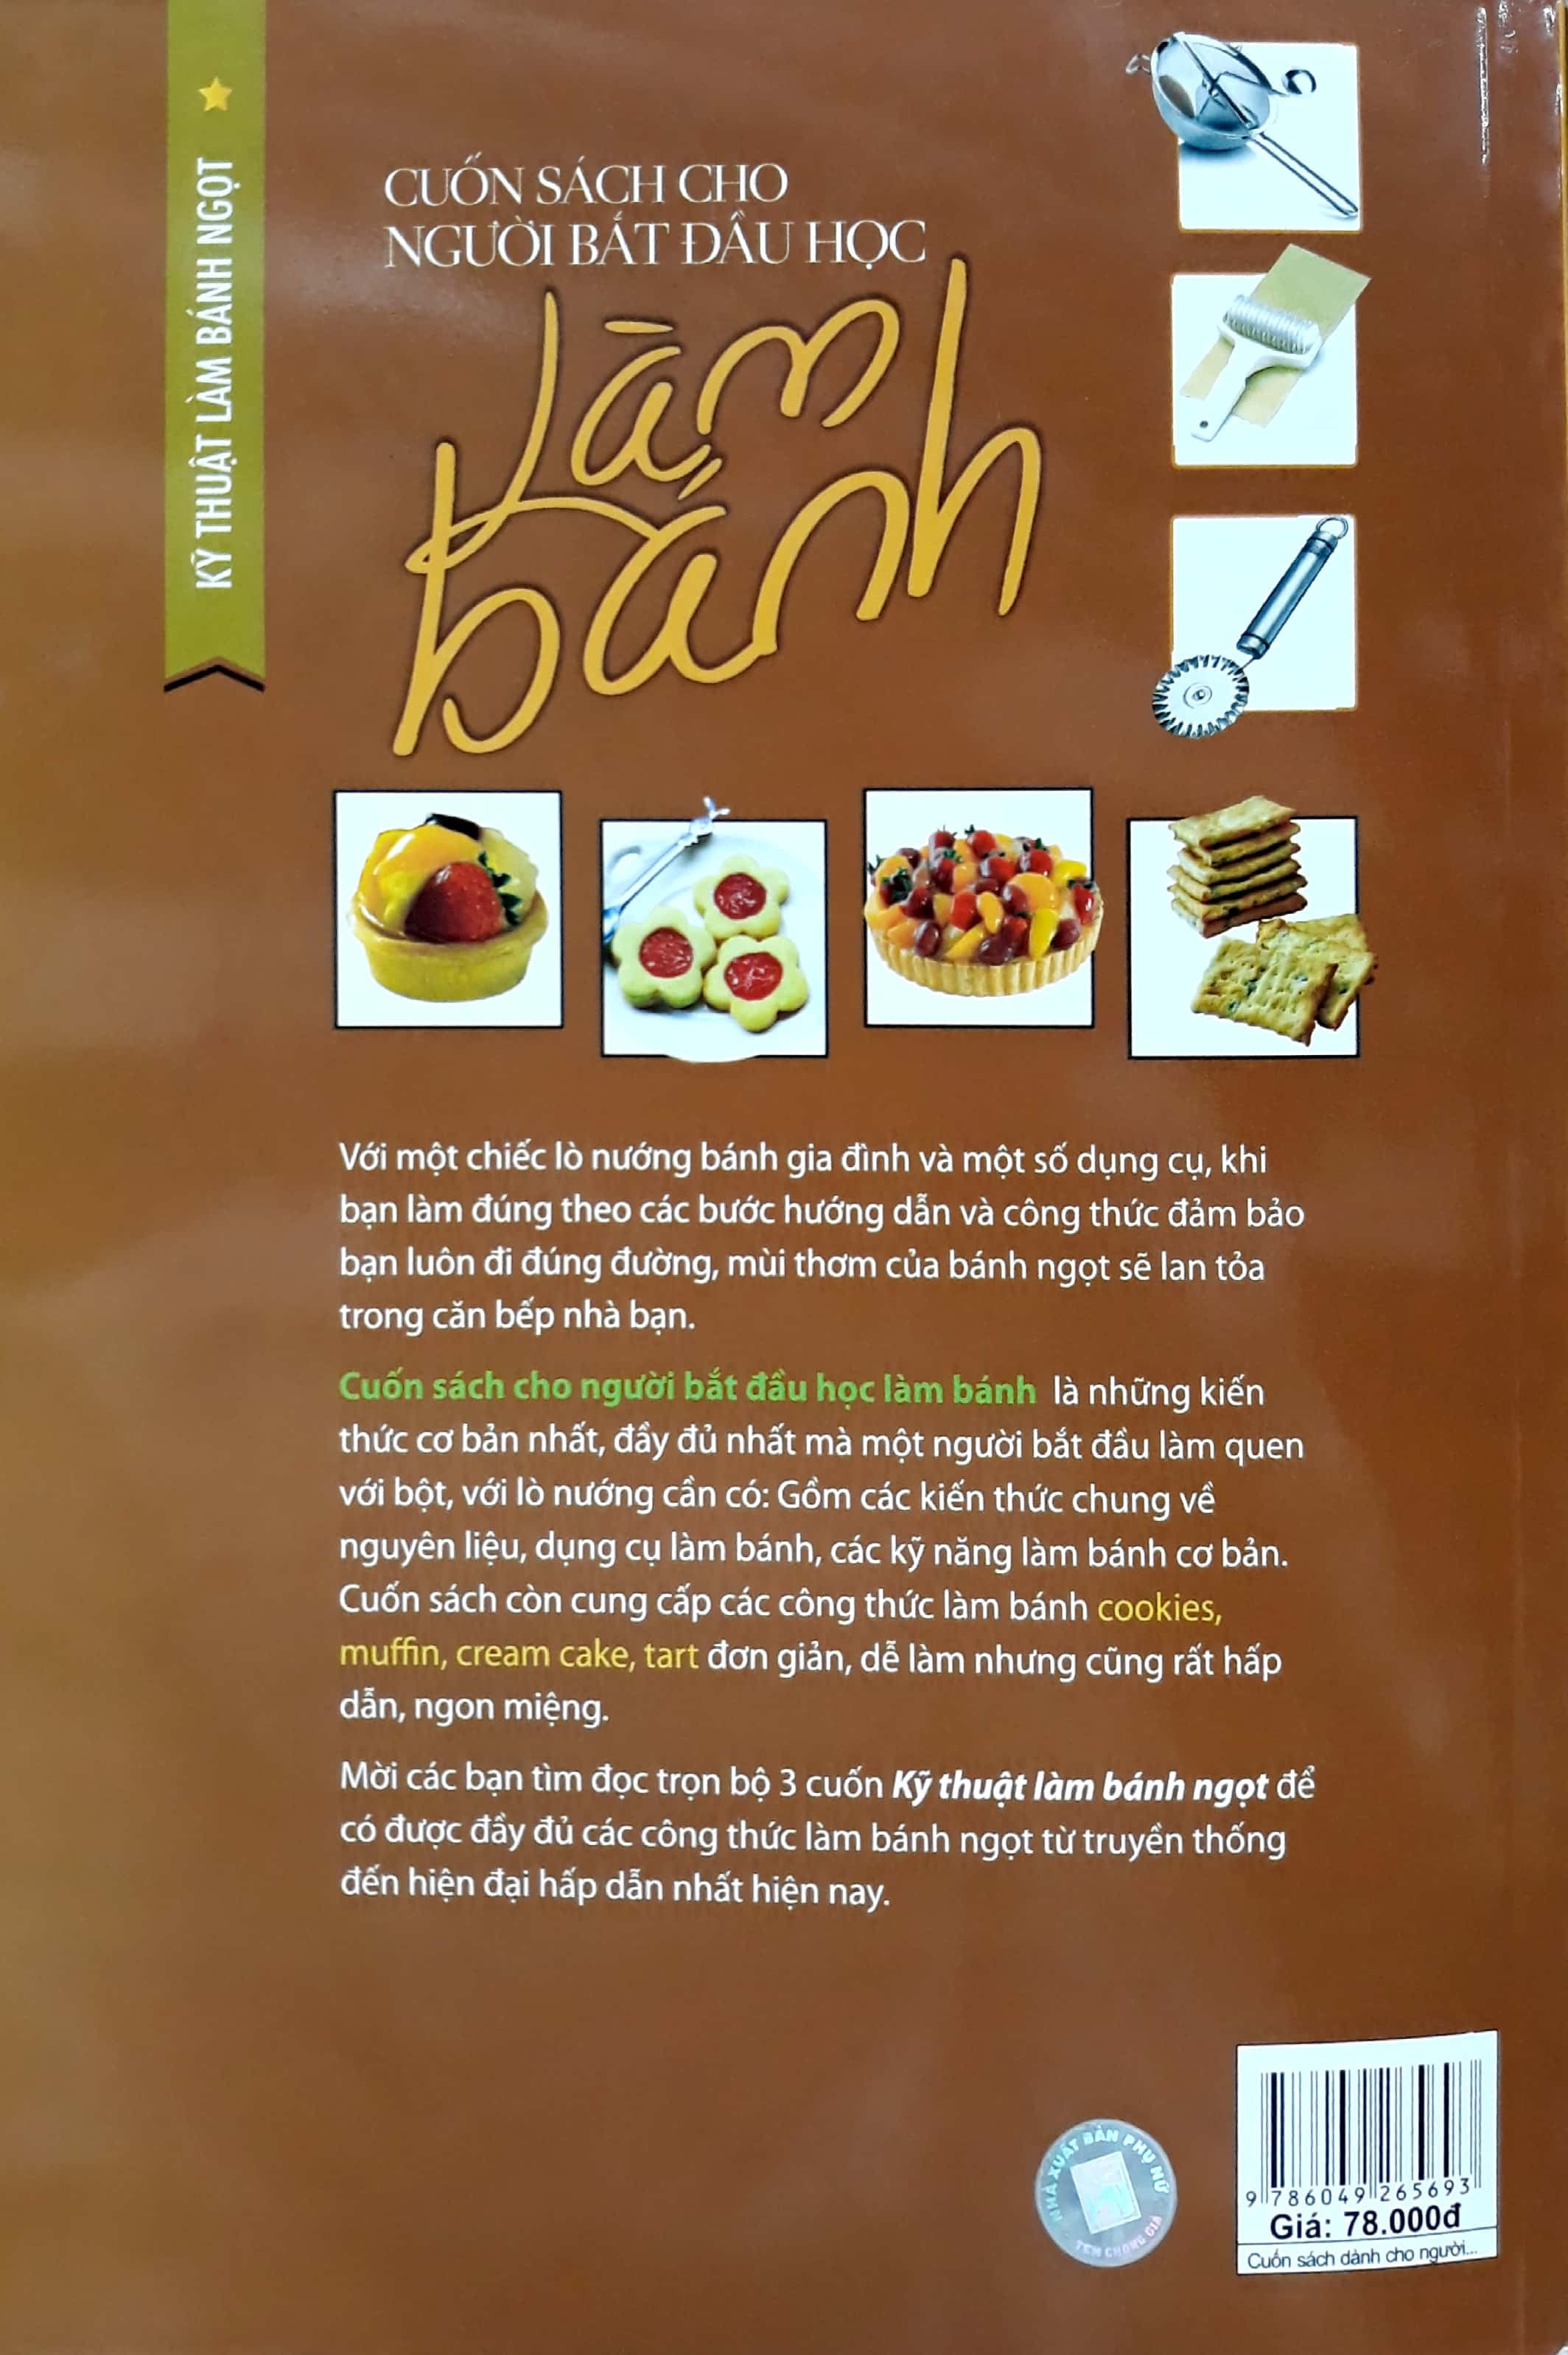 KỸ THUẬT LÀM BÁNH NGỌT
CUỐN SÁCH CHO
NGƯỜI BẮT ĐẦU HỌC
Làm
bánh
Với một chiếc lò nướng bánh gia đình và một số dụng cụ, khi
bạn làm đúng theo các bước hướng dẫn và công thức đảm bảo
bạn luôn đi đúng đường, mùi thơm của bánh ngọt sẽ lan tỏa
trong căn bếp nhà bạn.
Cuốn sách cho người bắt đầu học làm bánh là những kiến
thức cơ bản nhất, đầy đủ nhất mà một người bắt đầu làm quen
với bột, với lò nướng cần có: Gồm các kiến thức chung về
nguyên liệu, dụng cụ làm bánh, các kỹ năng làm bánh cơ bản.
Cuốn sách còn cung cấp các công thức làm bánh cookies,
muffin, cream cake, tart đơn giản, dễ làm nhưng cũng rất hấp
dẫn, ngon miệng.
Mời các bạn tìm đọc trọn bộ 3 cuốn Kỹ thuật làm bánh ngọt để
có được đầy đủ các công thức làm bánh ngọt từ truyền thống
đến hiện đại hấp dẫn nhất hiện nay.
NHÀ XUẤT BẢN PHỤ NỮ
TEM CHỐNG GIẢ
9 786049 265693
Giá: 78.000đ
Cuốn sách dành cho người...